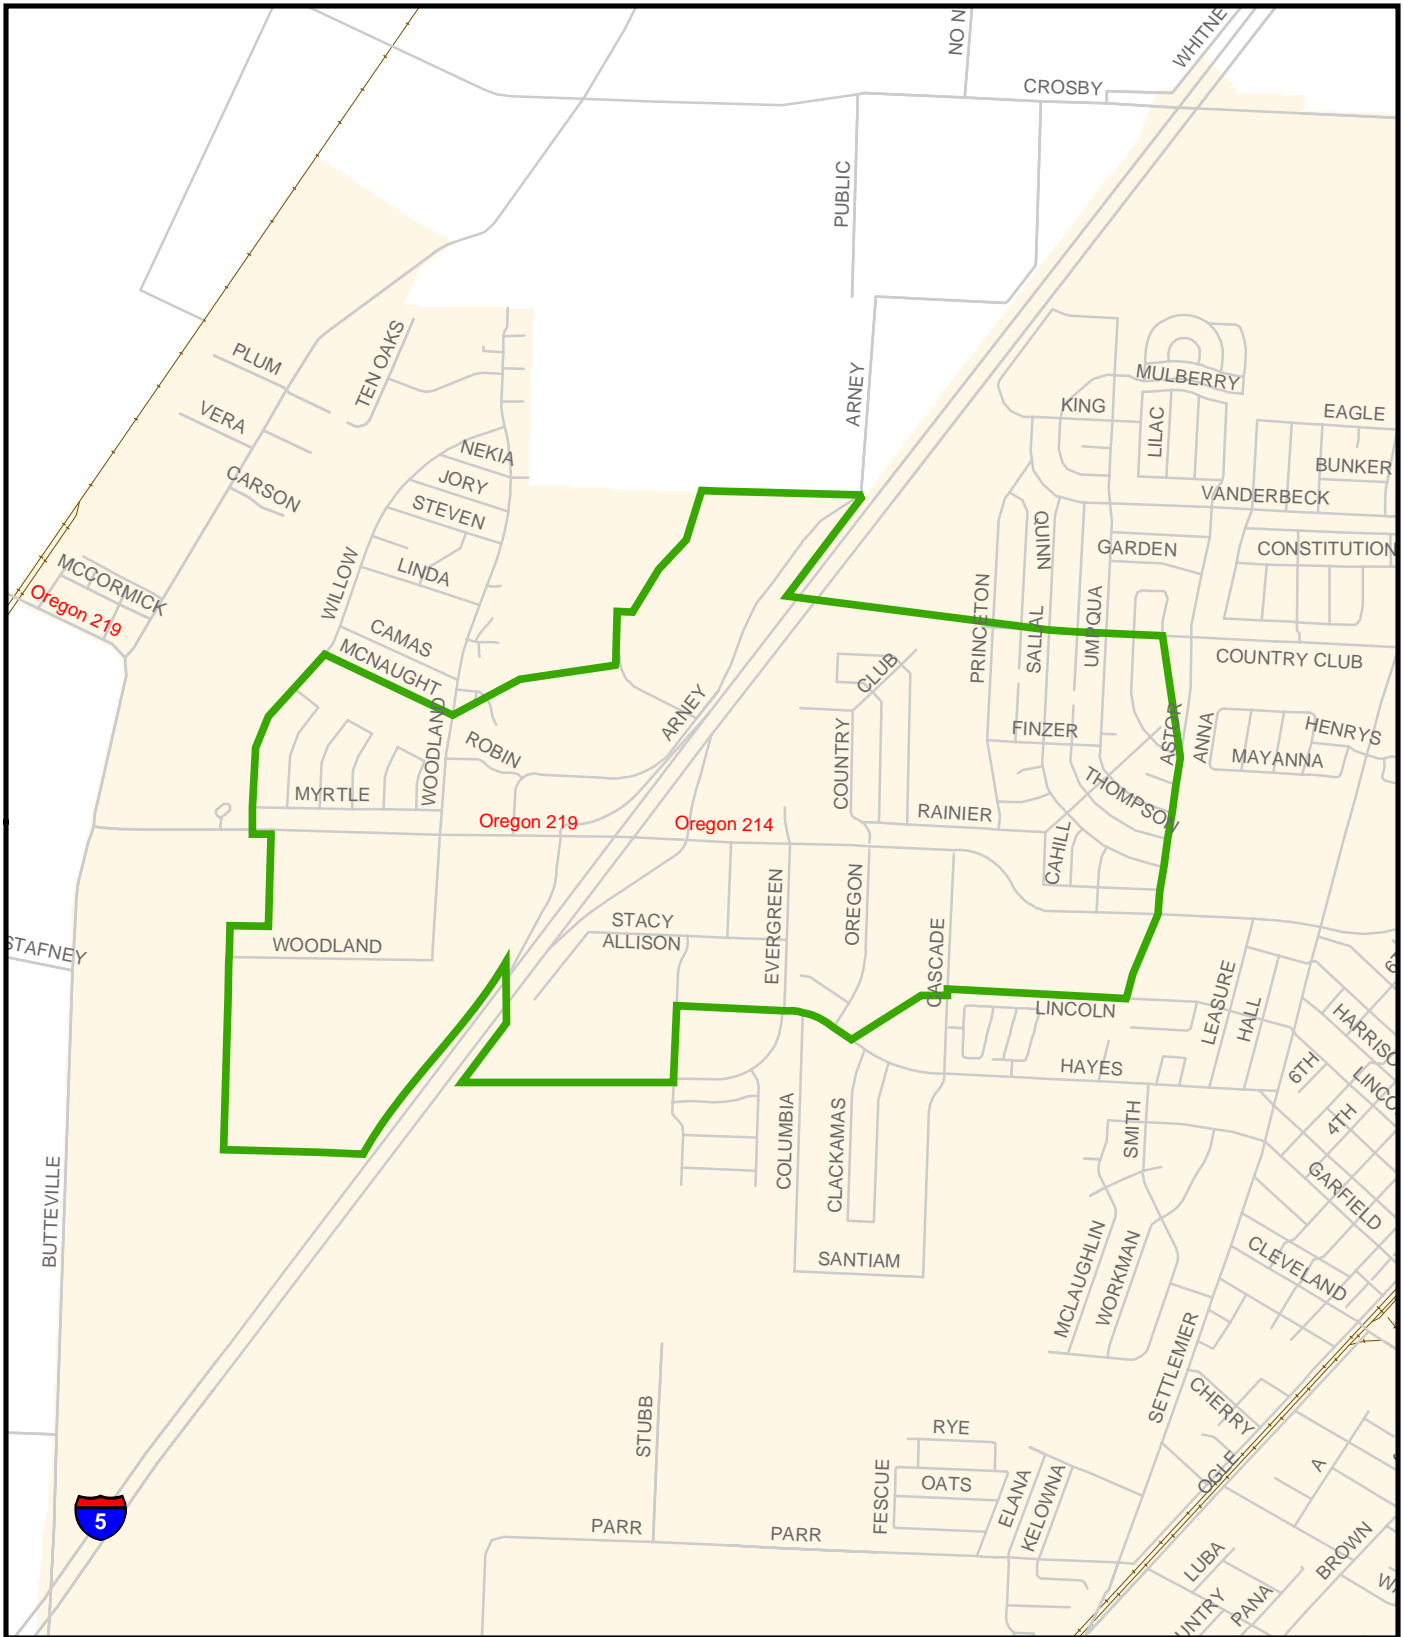 NO N
WHITNE
CROSBY
PUBLIC
ARNEY
PLUM
TEN OAKS
VERA
CARSON
NEKIA
JORY
STEVEN
LINDA
WILLOW
MCCORMICK
Oregon 219
CAMAS
MCNAUGHT
MULBERRY
KING
LILAC
EAGLE
BUNKER
VANDERBECK
QUINN
GARDEN
CONSTITUTION
PRINCETON
SALLAL
UMPQUA
COUNTRY CLUB
CLUB
COUNTRY
FINZER
ASTOR
ANNA
HENRYS
MAYANNA
THOMPSON
RAINIER
CAHILL
ARNEY
WOODLAND
ROBIN
MYRTLE
Oregon 219
Oregon 214
STACY
ALLISON
EVERGREEN
OREGON
CASCADE
WOODLAND
STAFNEY
LINCOLN
LEASURE
HALL
HAYES
6T
HARRISO
6TH
LINCO
4TH
GARFIELD
SMITH
COLUMBIA
CLACKAMAS
SANTIAM
BUTTEVILLE
MCLAUGHLIN
WORKMAN
CLEVELAND
SETTLEMIER
CHERRY
OGLE
A
STUBB
RYE
OATS
FESCUE
ELANA
KELOWNA
PARR
PARR
5
LUBA
BROWN
PANA
UNTRY